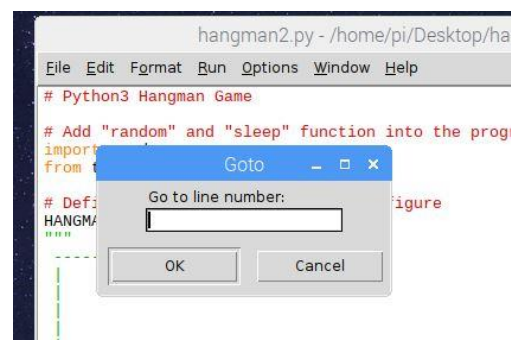 hangman2.py - /home/pi/Desktop/ha
File Edit Format Run Options Window Help
# Python3 Hangman Game
# Add "random" and "sleep" function into the progr
import
from
Goto
# Defi
igure
HANGMA
"""
Go to line number:
OK
Cancel